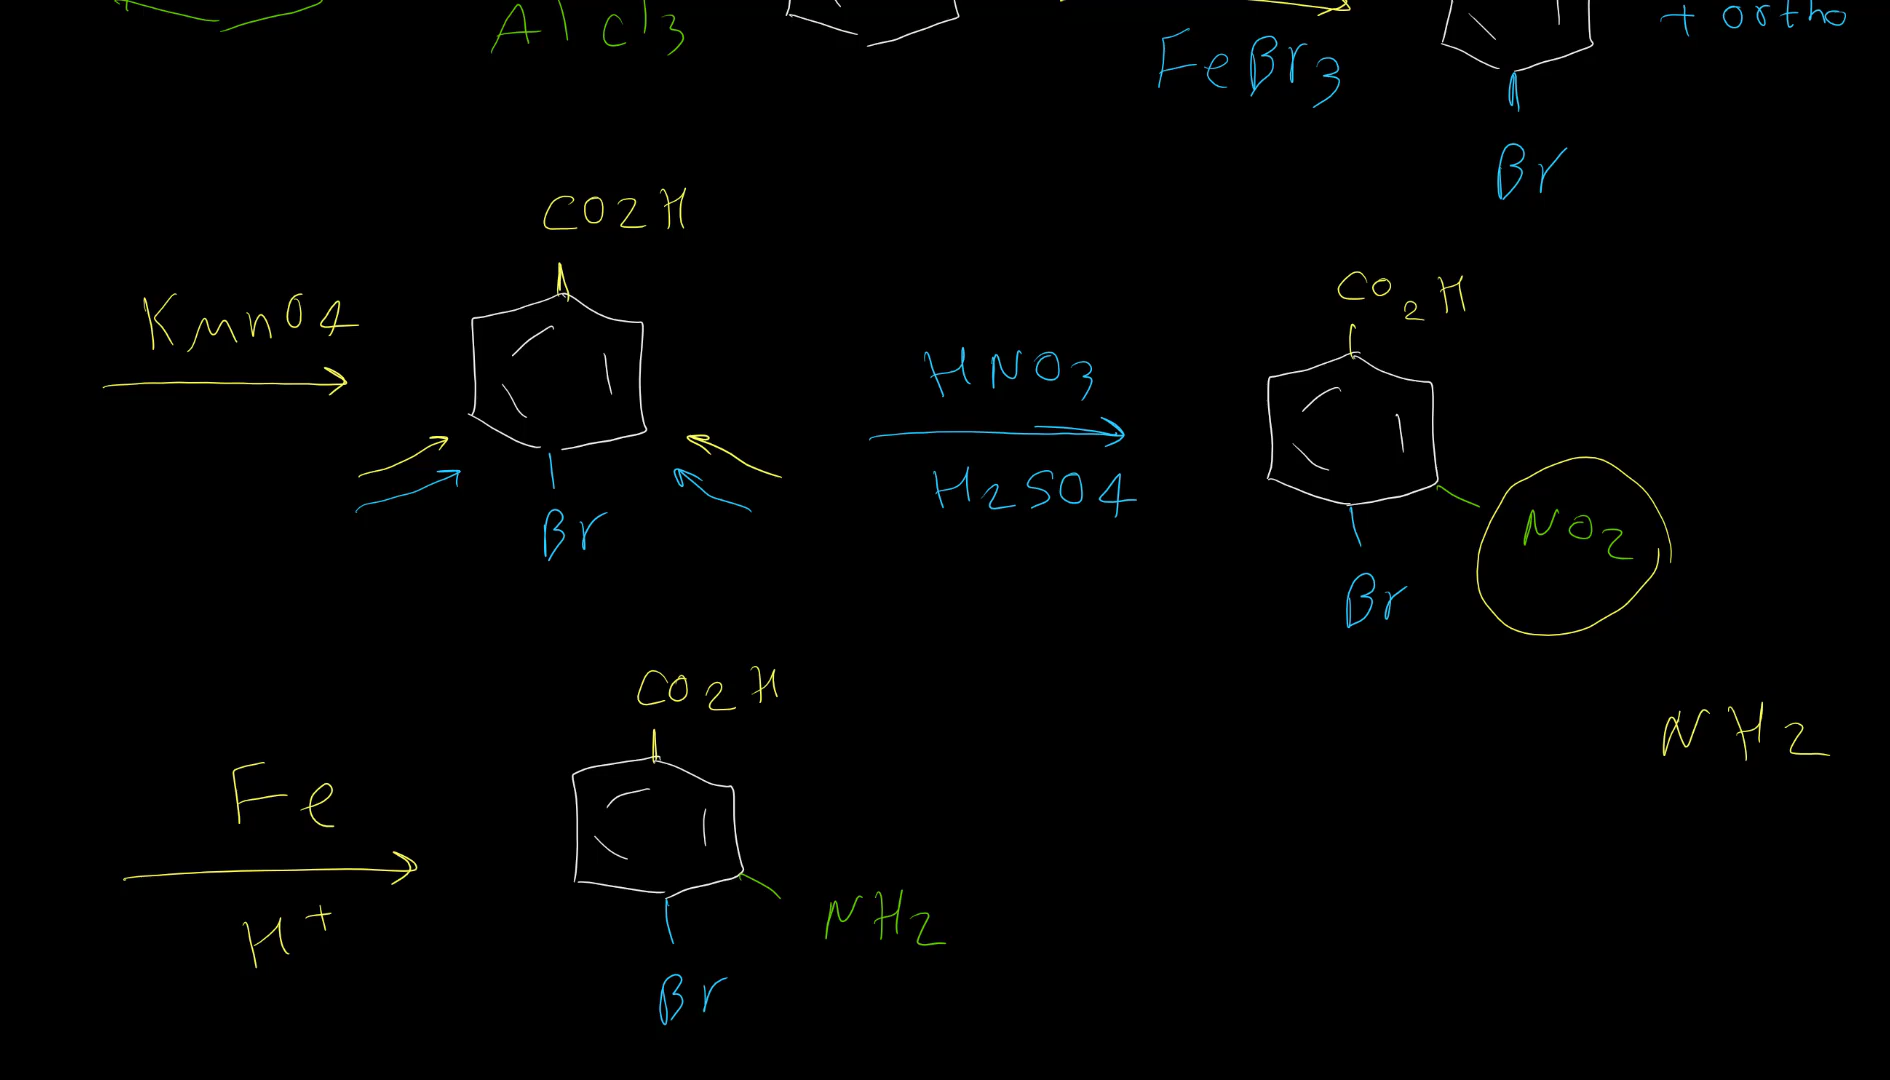 AlCl3
FeBr3
+ ortho
Br
KmnO4
CO2H
Br
HNO3
H2SO4
CO2H
NO2
Br
NH2
Fe
H+
CO2H
NH2
Br